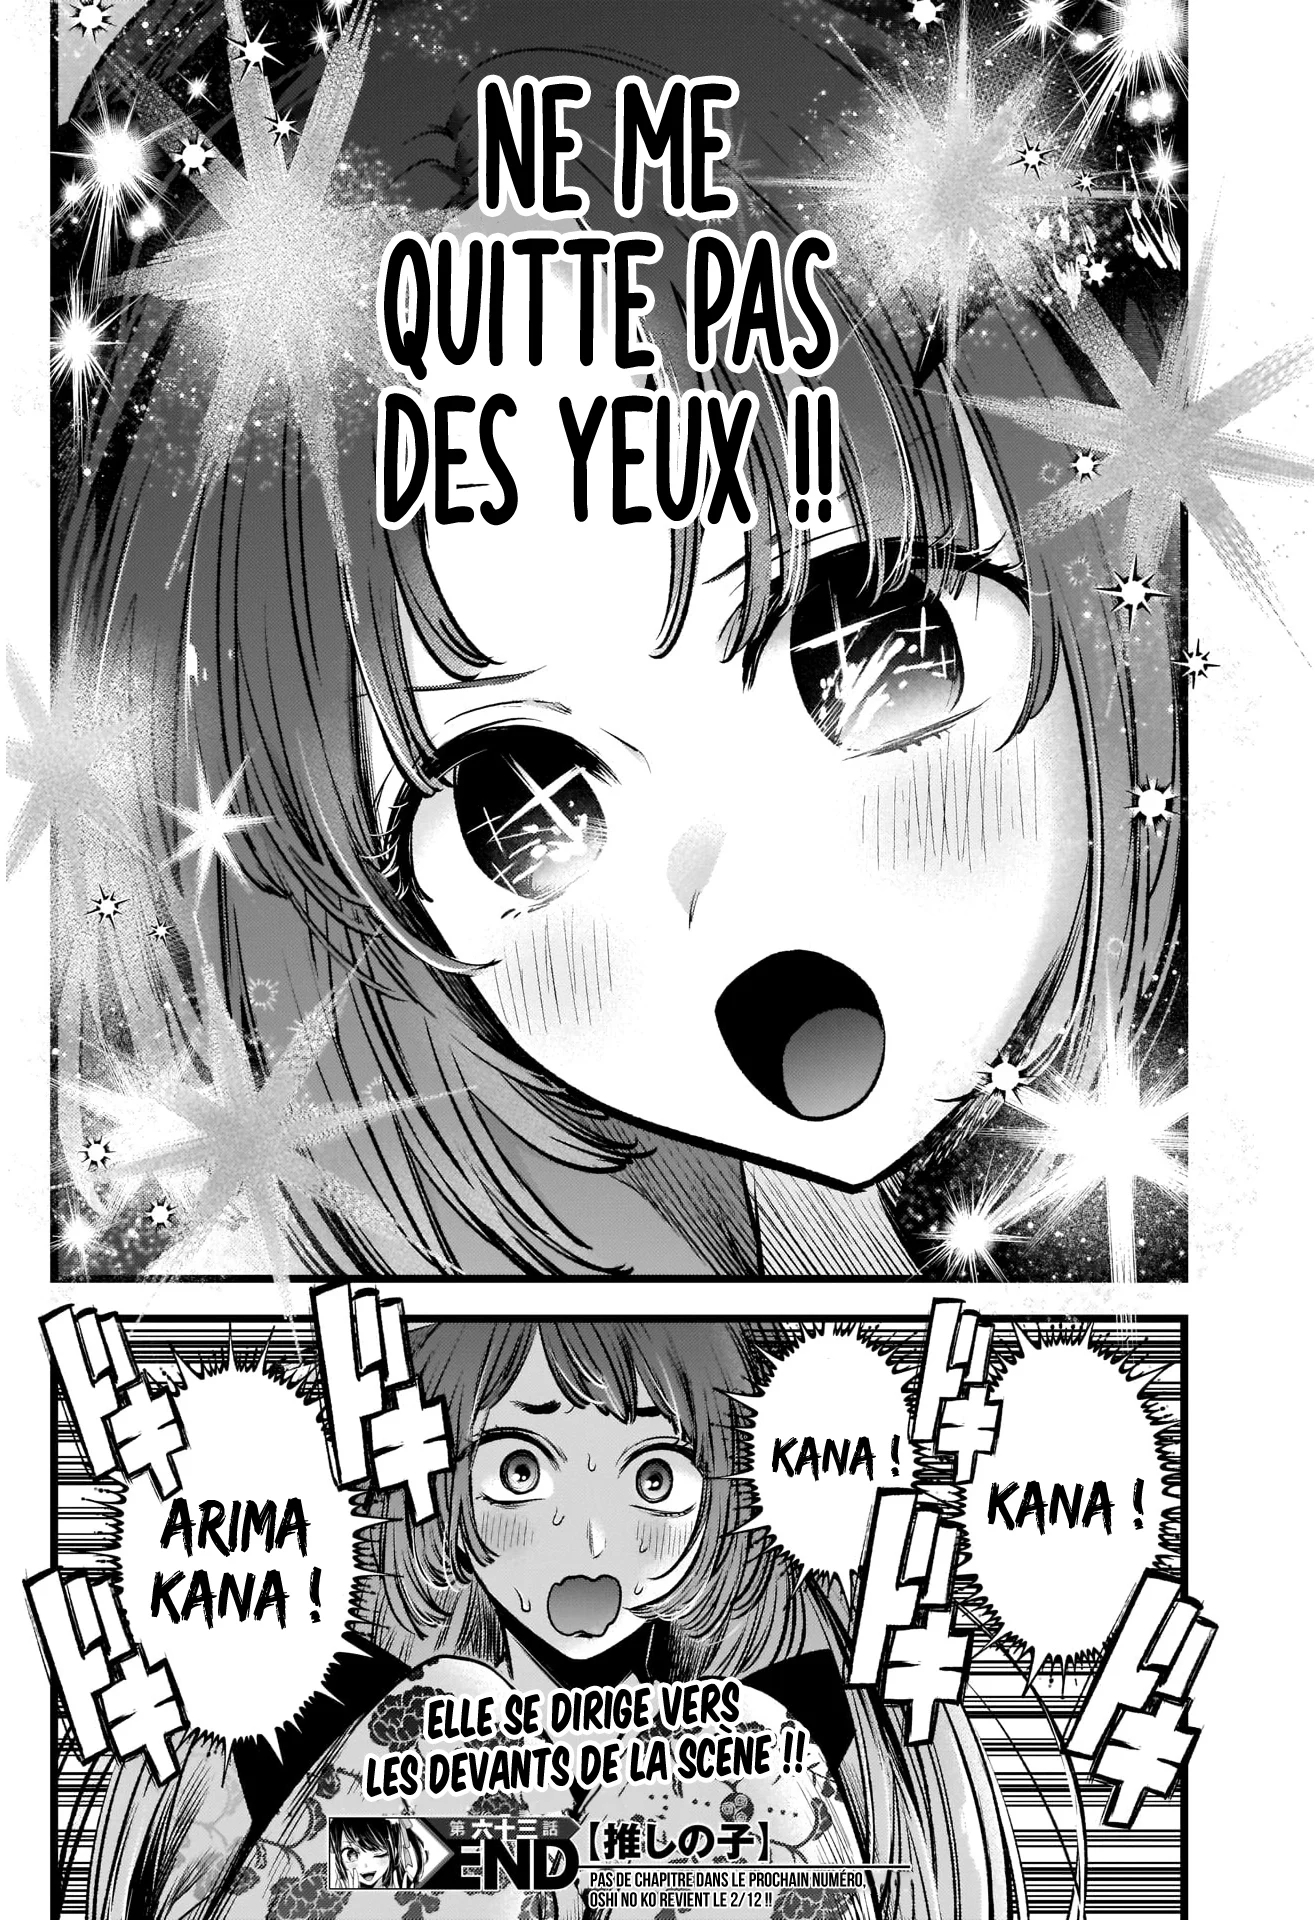 NE ME
QUITTE PAS
DES YEUX !!
ドキ
KANA !
KANA !
ドキ
ドキ
ドキ
ドキ
ARIMA
KANA !
ドキ
ドキ
ELLE SE DIRIGE VERS
LES DEVANTS DE LA SCÈNE !!
第六十三話
END
【推しの子】
PAS DE CHAPITRE DANS LE PROCHAIN NUMÉRO,
OSHI NO KO REVIENT LE 2/12 !!